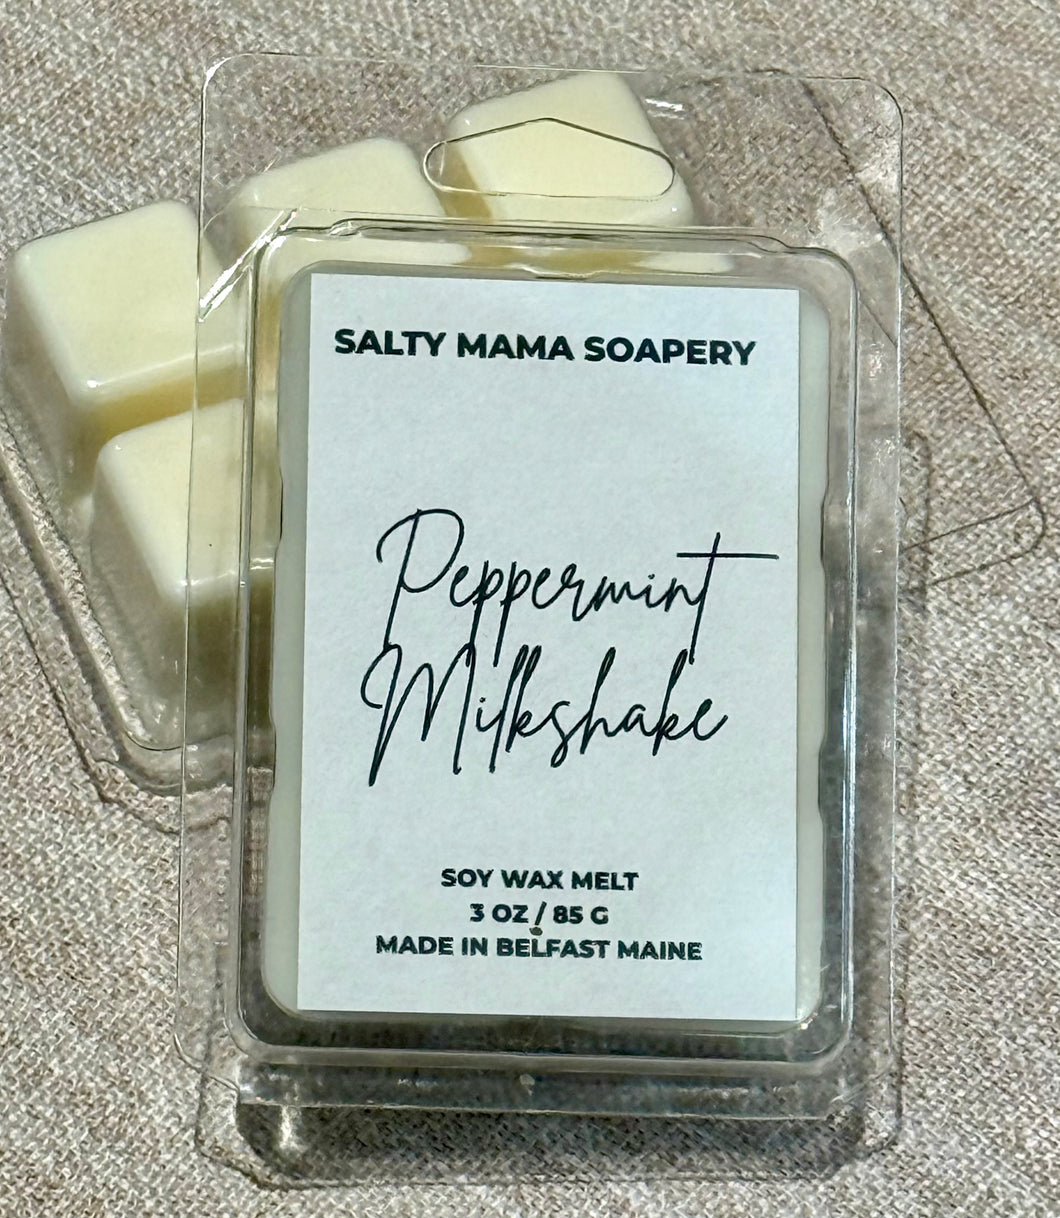 SALTY MAMA SOAPERY
Peppermint
Milkshake
SOY WAX MELT
3 OZ / 85 G
MADE IN BELFAST MAINE